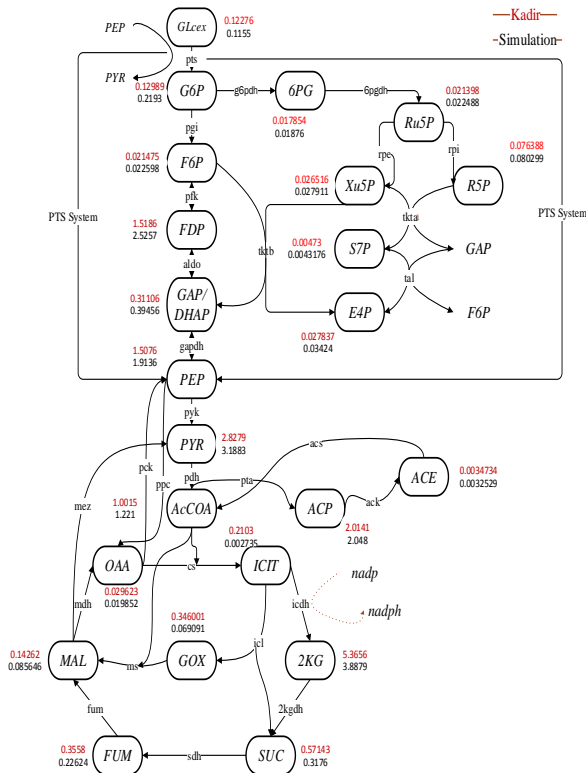 Kadir
Simulation
PEP
GLcex
0.12276
0.1155
pts
PYR
0.12989
0.2193
G6P
g6pdh
6PG
6pgdh
0.021398
0.022488
0.017854
0.01876
Ru5P
pgi
rpe
rpi
0.021475
0.022598
F6P
0.026516
0.027911
Xu5P
R5P
0.076388
0.080299
pfk
PTS System
1.5186
2.5257
FDP
tktb
tkta
0.00473
0.0043176
S7P
GAP
PTS System
aldo
tal
0.31106
0.39456
GAP/
DHAP
E4P
F6P
0.027837
0.03424
gapdh
1.5076
1.9136
PEP
pyk
PYR
2.8279
3.1883
acs
pck
ppc
pdh
mez
pta
ACE
0.0034734
0.0032529
1.0015
1.221
AcCOA
ACP
ack
2.0141
2.048
0.2103
0.002735
OAA
cs
ICIT
nadp
0.029623
0.019852
mdh
icdh
nadph
0.346001
0.069091
icl
0.14262
0.085646
MAL
ms
GOX
2KG
5.3656
3.8879
fum
2kgdh
0.3558
0.22624
FUM
sdh
SUC
0.57143
0.3176